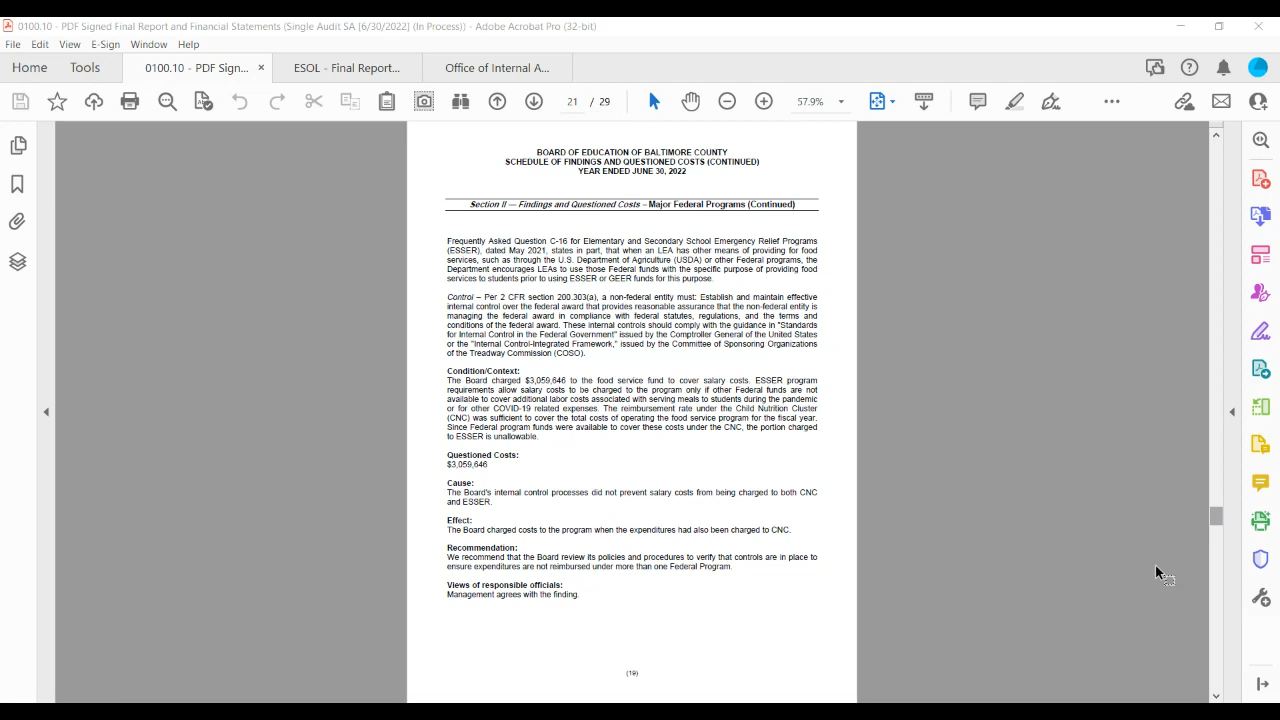 0100.10 - PDF Signed Final Report and Financial Statements (Single Audit SA [6/30/2022] (In Process)) - Adobe Acrobat Pro (32-bit)
File Edit View E-Sign Window Help
Home Tools 0100.10 - PDF Sign... × ESOL - Final Report... Office of Internal A...
21 / 29 57.9%
BOARD OF EDUCATION OF BALTIMORE COUNTY
SCHEDULE OF FINDINGS AND QUESTIONED COSTS (CONTINUED)
YEAR ENDED JUNE 30, 2022
Section II — Findings and Questioned Costs – Major Federal Programs (Continued)
Frequently Asked Question C-16 for Elementary and Secondary School Emergency Relief Programs
(ESSER), dated May 2021, states in part, that when an LEA has other means of providing for food
services, such as through the U.S. Department of Agriculture (USDA) or other Federal programs, the
Department encourages LEAs to use those Federal funds with the specific purpose of providing food
services to students prior to using ESSER or GEER funds for this purpose.
Control – Per 2 CFR section 200.303(a), a non-federal entity must: Establish and maintain effective
internal control over the federal award that provides reasonable assurance that the non-federal entity is
managing the federal award in compliance with federal statutes, regulations, and the terms and
conditions of the federal award. These internal controls should comply with the guidance in "Standards
for Internal Control in the Federal Government" issued by the Comptroller General of the United States
or the "Internal Control-Integrated Framework," issued by the Committee of Sponsoring Organizations
of the Treadway Commission (COSO).
Condition/Context:
The Board charged $3,059,646 to the food service fund to cover salary costs. ESSER program
requirements allow salary costs to be charged to the program only if other Federal funds are not
available to cover additional labor costs associated with serving meals to students during the pandemic
or for other COVID-19 related expenses. The reimbursement rate under the Child Nutrition Cluster
(CNC) was sufficient to cover the total costs of operating the food service program for the fiscal year.
Since Federal program funds were available to cover these costs under the CNC, the portion charged
to ESSER is unallowable.
Questioned Costs:
$3,059,646
Cause:
The Board's internal control processes did not prevent salary costs from being charged to both CNC
and ESSER.
Effect:
The Board charged costs to the program when the expenditures had also been charged to CNC.
Recommendation:
We recommend that the Board review its policies and procedures to verify that controls are in place to
ensure expenditures are not reimbursed under more than one Federal Program.
Views of responsible officials:
Management agrees with the finding.
(19)